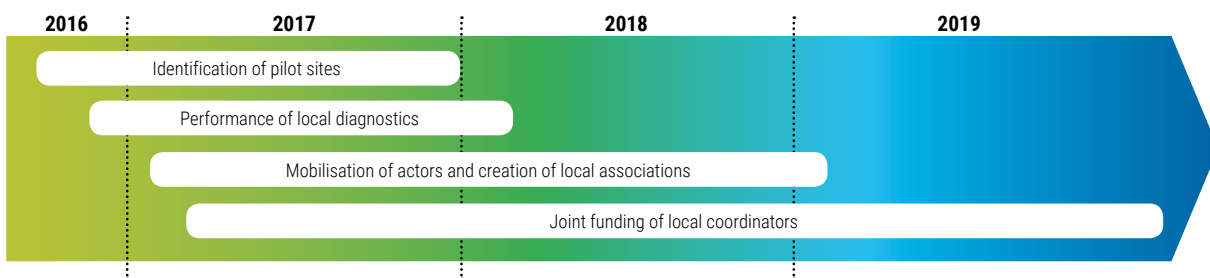 2016 2017 2018 2019
Identification of pilot sites
Performance of local diagnostics
Mobilisation of actors and creation of local associations
Joint funding of local coordinators